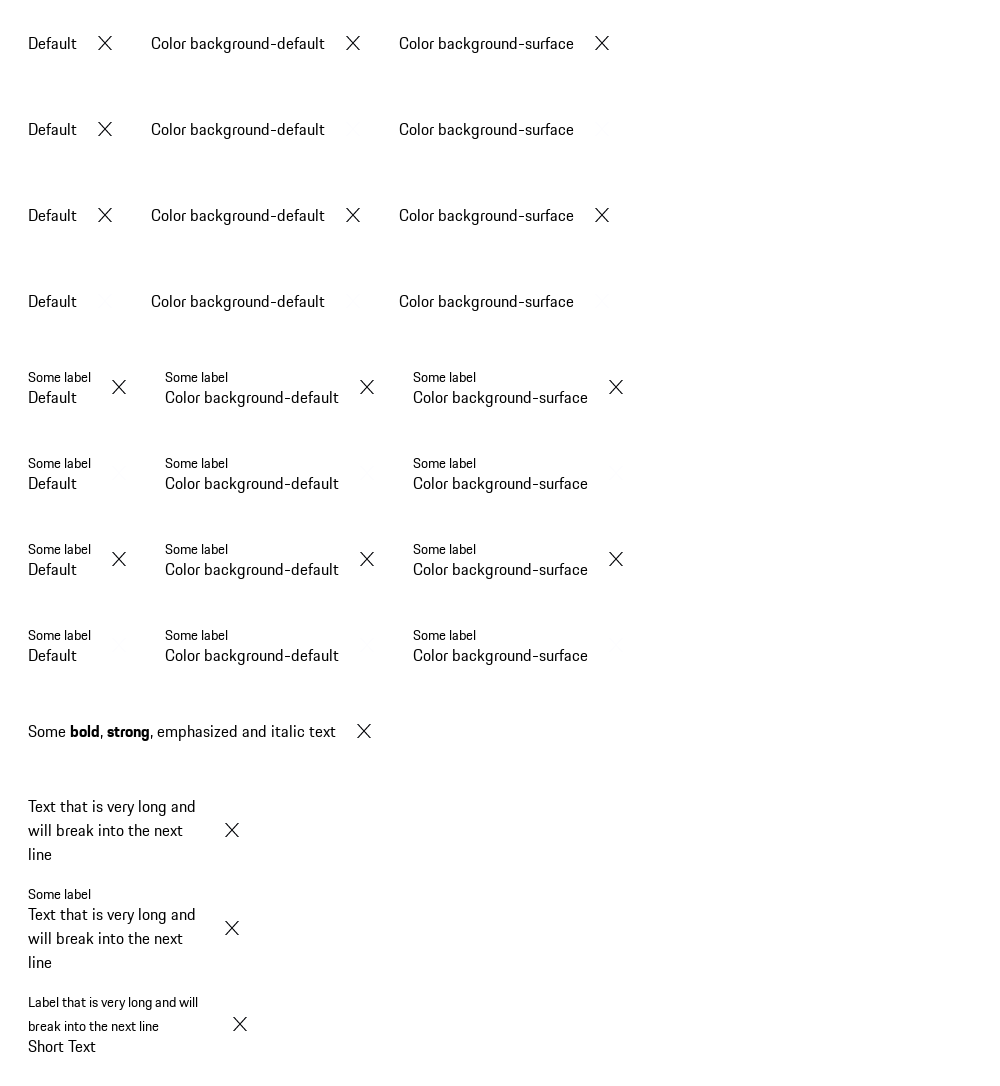 Default Color background-default Color background-surface
Default Color background-default Color background-surface
Default Color background-default Color background-surface
Default Color background-default Color background-surface
Some label Some label Some label
Default Color background-default Color background-surface
Some label Some label Some label
Default Color background-default Color background-surface
Some label Some label Some label
Default Color background-default Color background-surface
Some label Some label Some label
Default Color background-default Color background-surface
Some bold, strong, emphasized and italic text
Text that is very long and
will break into the next
line
Some label
Text that is very long and
will break into the next
line
Label that is very long and will
break into the next line
Short Text